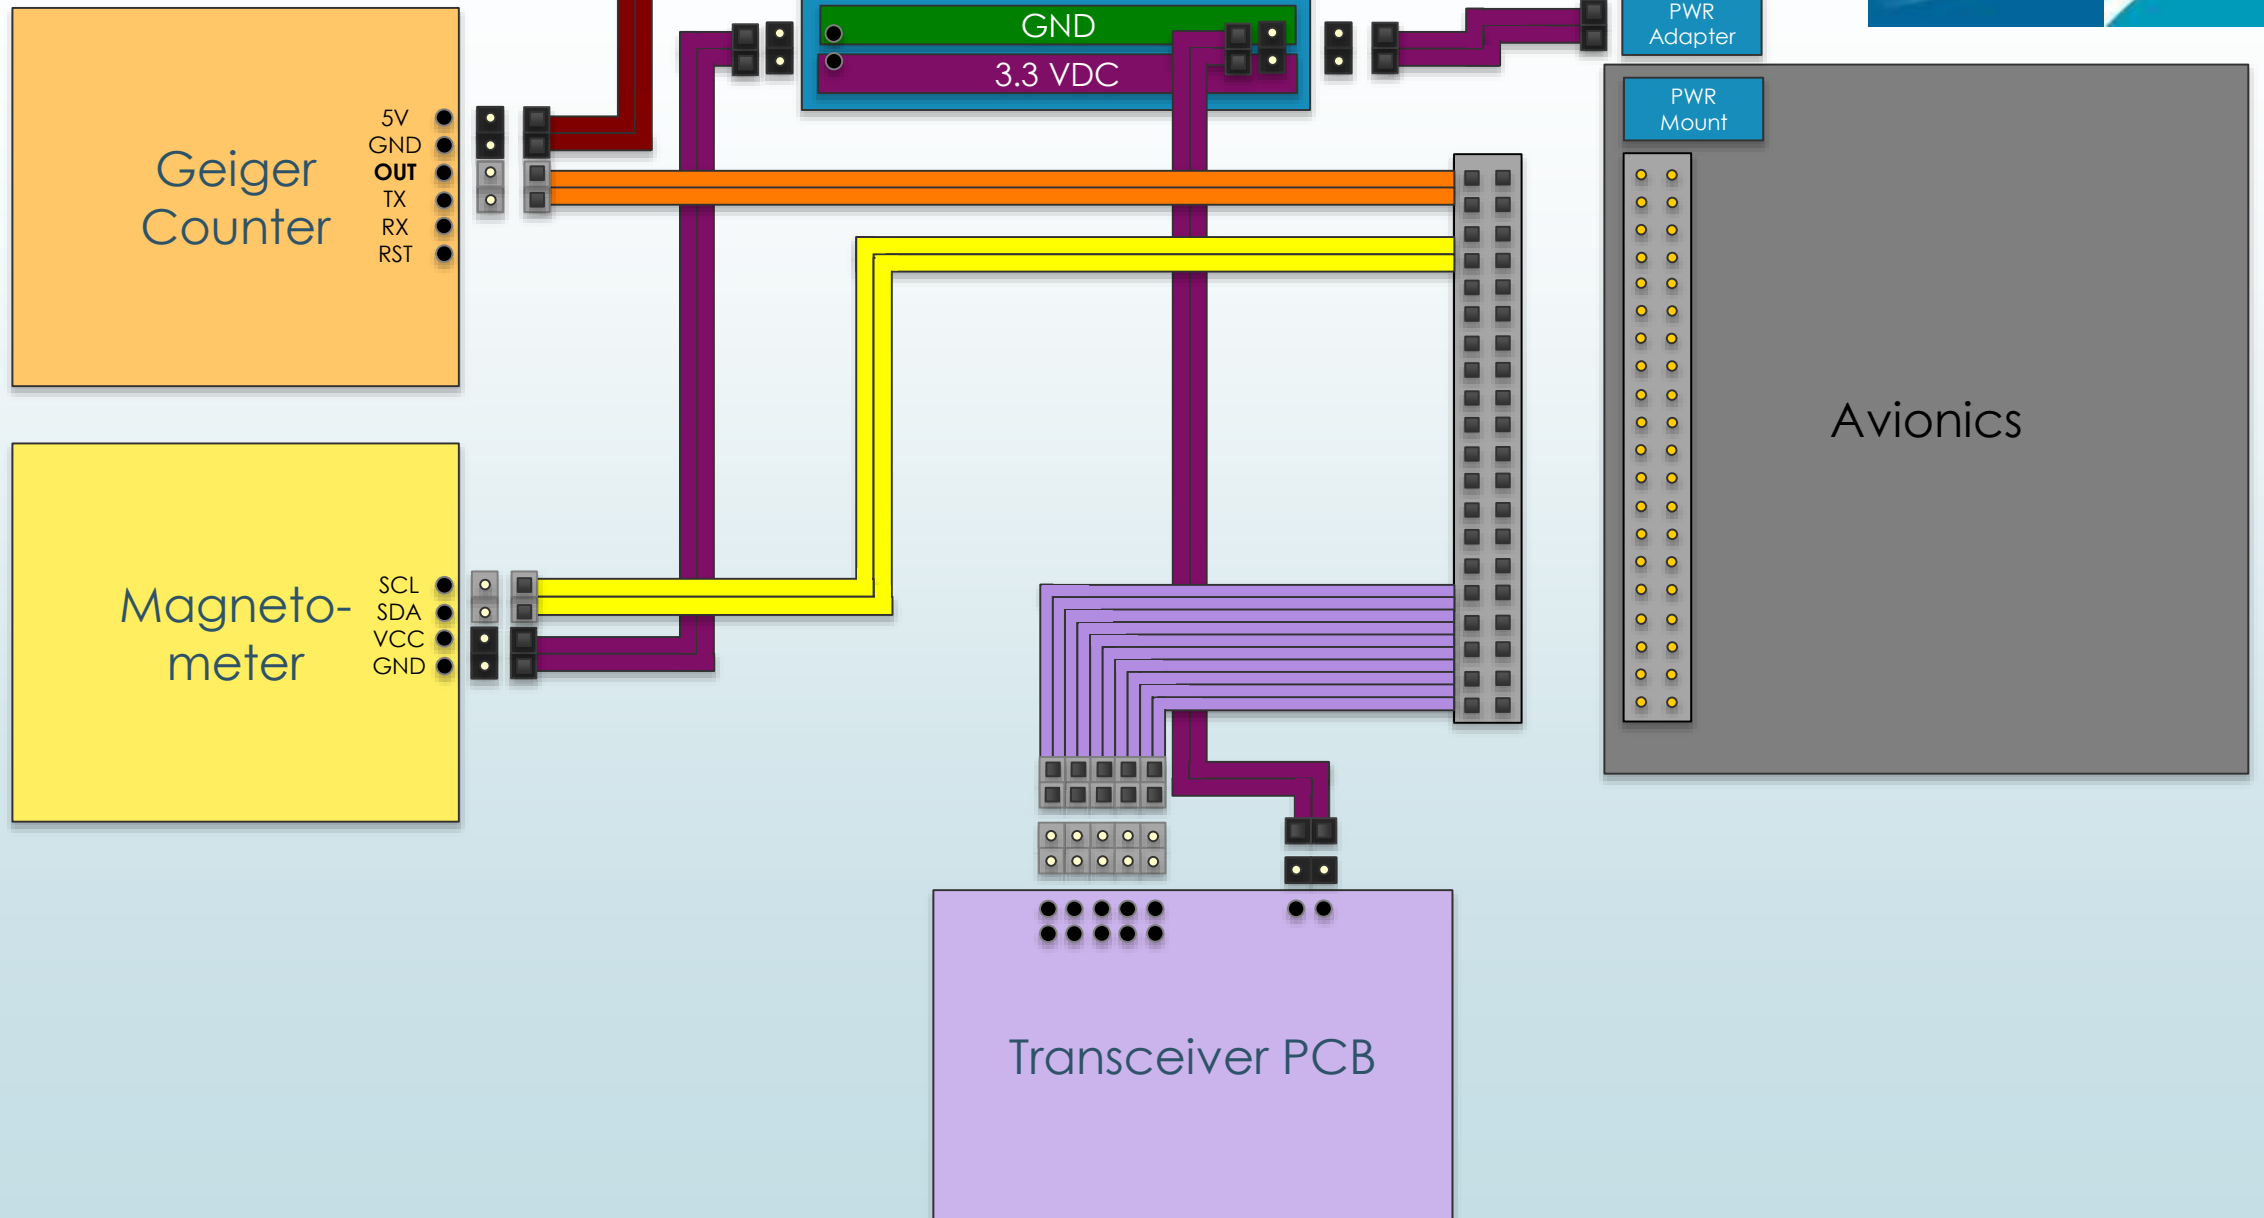 GND
3.3 VDC
PWR
Adapter
PWR
Mount
5V
GND
OUT
TX
RX
RST
Geiger
Counter
Avionics
SCL
SDA
VCC
GND
Magneto-
meter
Transceiver PCB